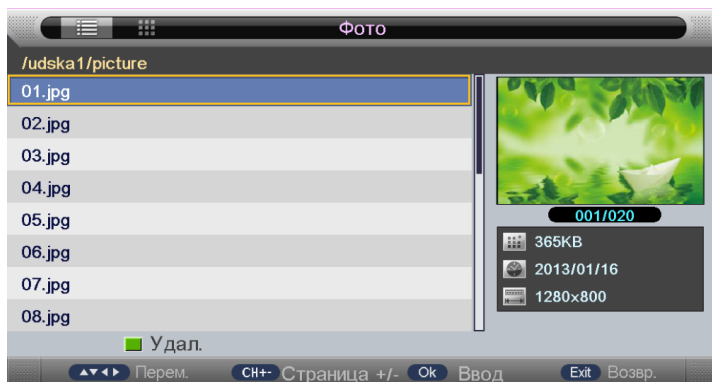 Фото
/udska1/picture
01.jpg
02.jpg
03.jpg
04.jpg
05.jpg
06.jpg
07.jpg
08.jpg
001/020
365KB
2013/01/16
1280x800
Удал.
Перем. CH+- Страница +/- Ok Ввод Exit Возвр.